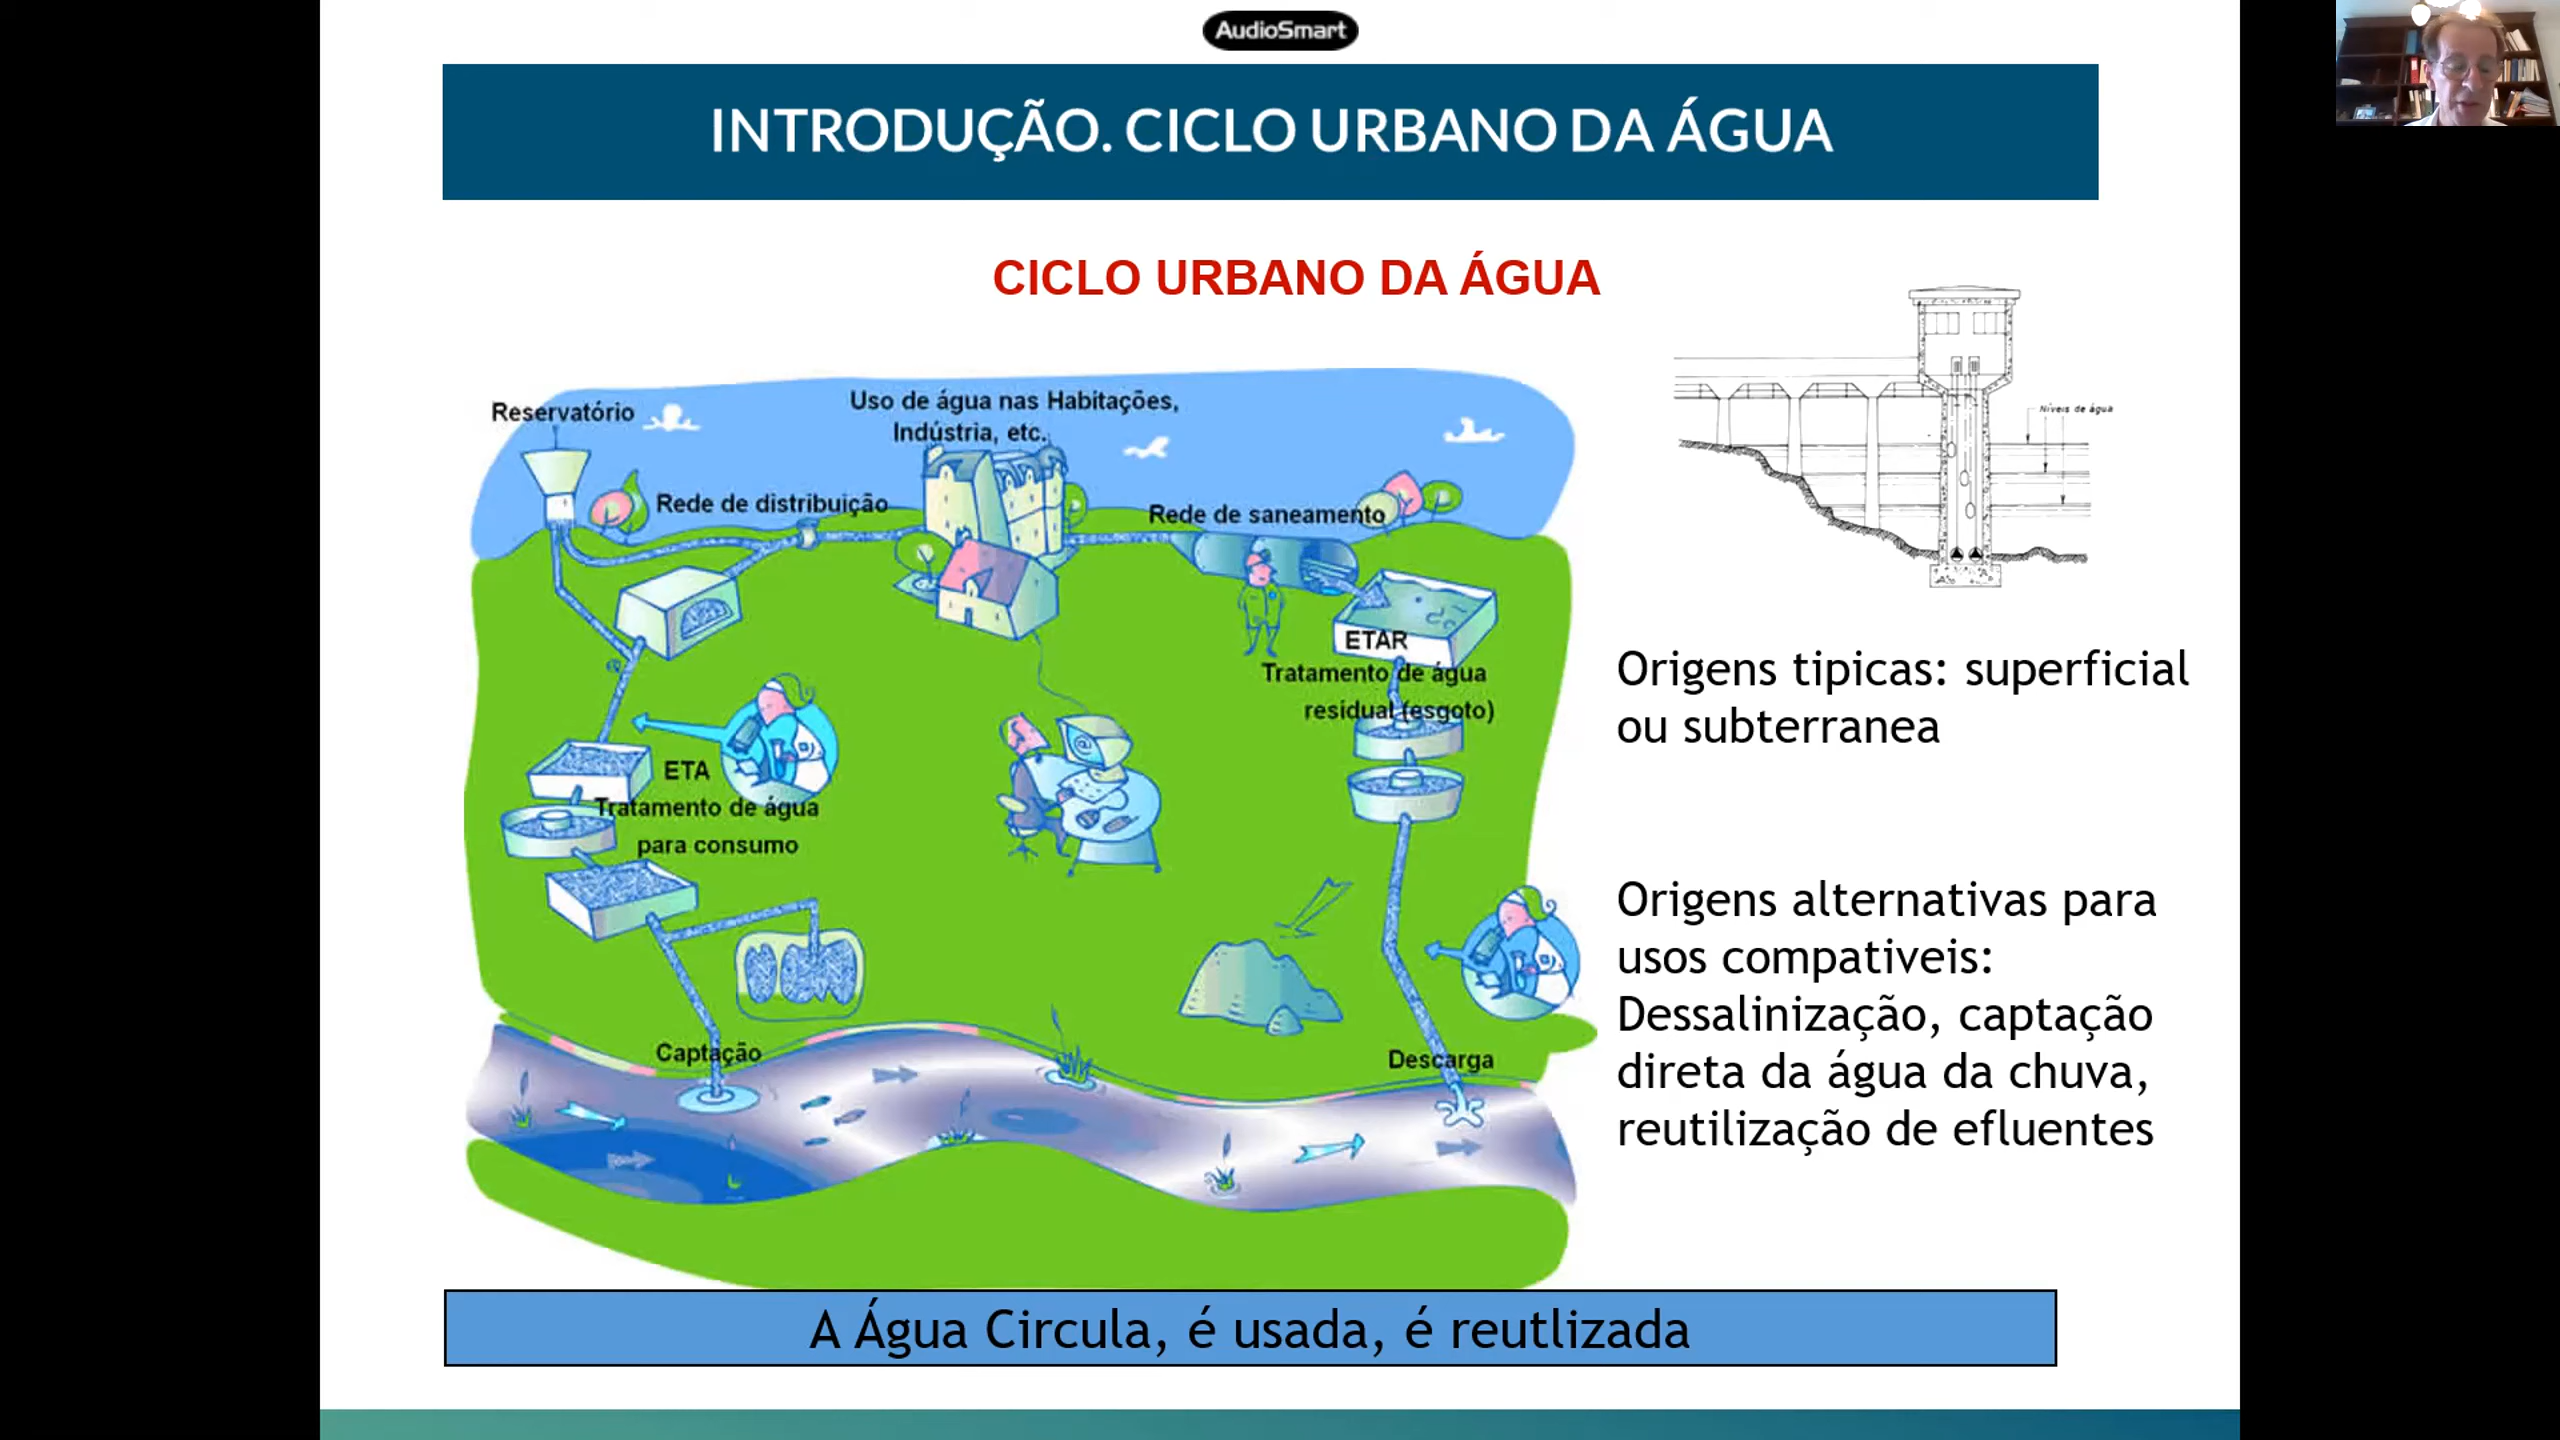 AudioSmart
INTRODUÇÃO. CICLO URBANO DA ÁGUA
CICLO URBANO DA ÁGUA
Reservatório
Uso de água nas Habitações,
Indústria, etc.
Rede de distribuição
Rede de saneamento
Níveis de água
ETAR
Tratamento de água
residual (esgoto)
ETA
Tratamento de água
para consumo
Captação
Descarga
Origens tipicas: superficial
ou subterranea
Origens alternativas para
usos compativeis:
Dessalinização, captação
direta da água da chuva,
reutilização de efluentes
A Água Circula, é usada, é reutlizada